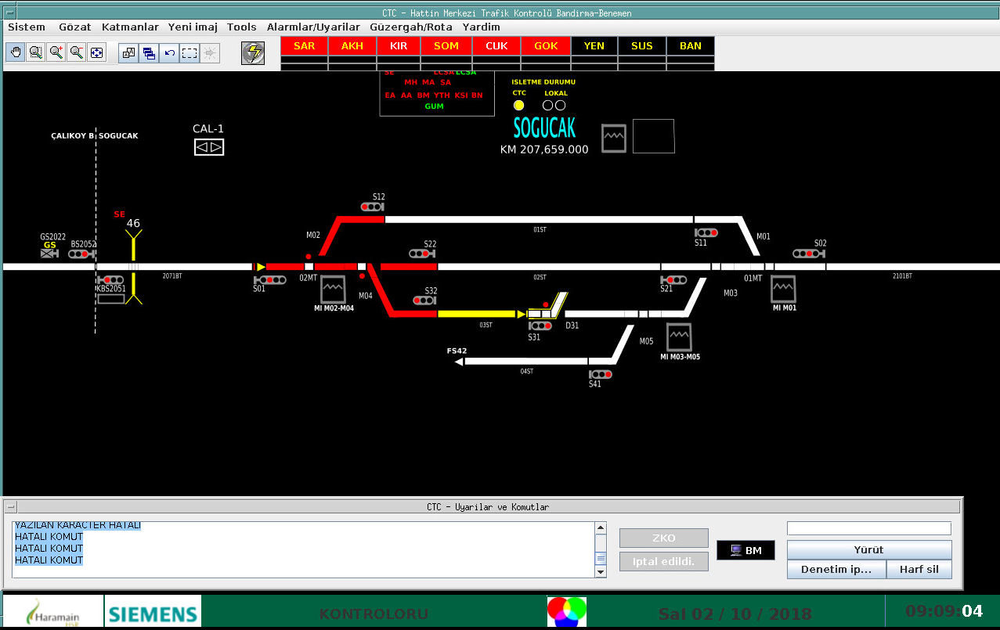 CTC - Hattin Merkezi Trafik Kontrolü Bandirma-Benemen
Sistem Gözat Katmanlar Yeni imaj Tools Alarmlar/Uyarilar Güzergah/Rota Yardim
SAR AKH KIR SOM CUK GOK YEN SUS BAN
SE LCSA LCSA
MH MA SA
EA AA BM YTH KSI BN
GUM
ISLETME DURUMU
CTC LOKAL
SOGUCAK
KM 207,659.000
ÇALIKOY B SOGUCAK
CAL-1
SE
46
S12
M02
01ST
S11
M01
S02
GS2022
GS
BS2052
S22
2071BT
KBS2051
S01
02MT
MI M02-M04
M04
S32
02ST
S21
M03
01MT
MI M01
2101BT
03ST
S31
D31
M05
MI M03-M05
FS42
04ST
S41
CTC - Uyarilar ve Komutlar
YAZILAN KARACTER HATALI
HATALI KOMUT
HATALI KOMUT
HATALI KOMUT
ZKO
Iptal edildi.
BM
Yürüt
Denetim ip... Harf sil
Haramain
HSR
SIEMENS
KONTROLORU
Sal 02 / 10 / 2018
09:09:04